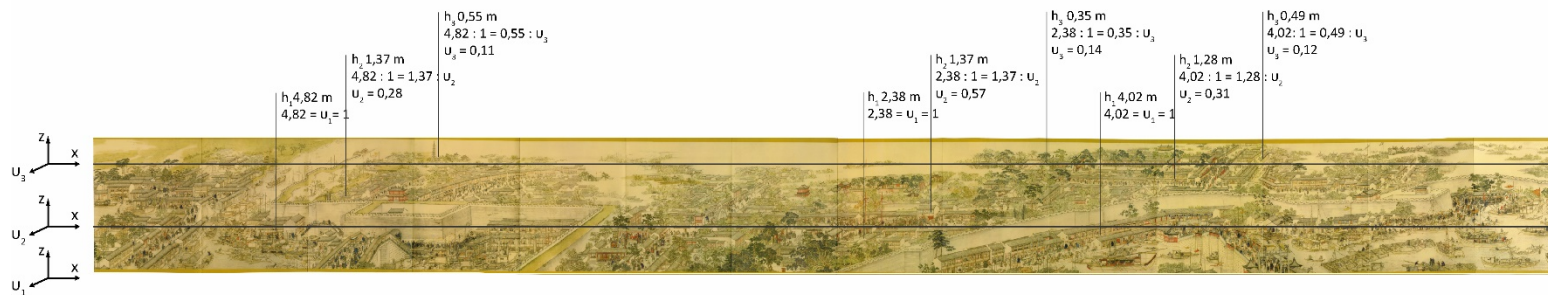 h₃ 0,55 m
4,82 : 1 = 0,55 : υ₃
υ₃ = 0,11
h₂ 1,37 m
4,82 : 1 = 1,37 : υ₂
υ₂ = 0,28
h₁ 4,82 m
4,82 = υ₁ = 1
h₃ 0,35 m
2,38 : 1 = 0,35 : υ₃
υ₃ = 0,14
h₂ 1,37 m
2,38 : 1 = 1,37 : υ₂
υ₂ = 0,57
h₁ 2,38 m
2,38 = υ₁ = 1
h₃ 0,49 m
4,02: 1 = 0,49 : υ₃
υ₃ = 0,12
h₂ 1,28 m
4,02 : 1 = 1,28 : υ₂
υ₂ = 0,31
h₁ 4,02 m
4,02 = υ₁ = 1
Z
X
υ₃
Z
X
υ₂
Z
X
υ₁